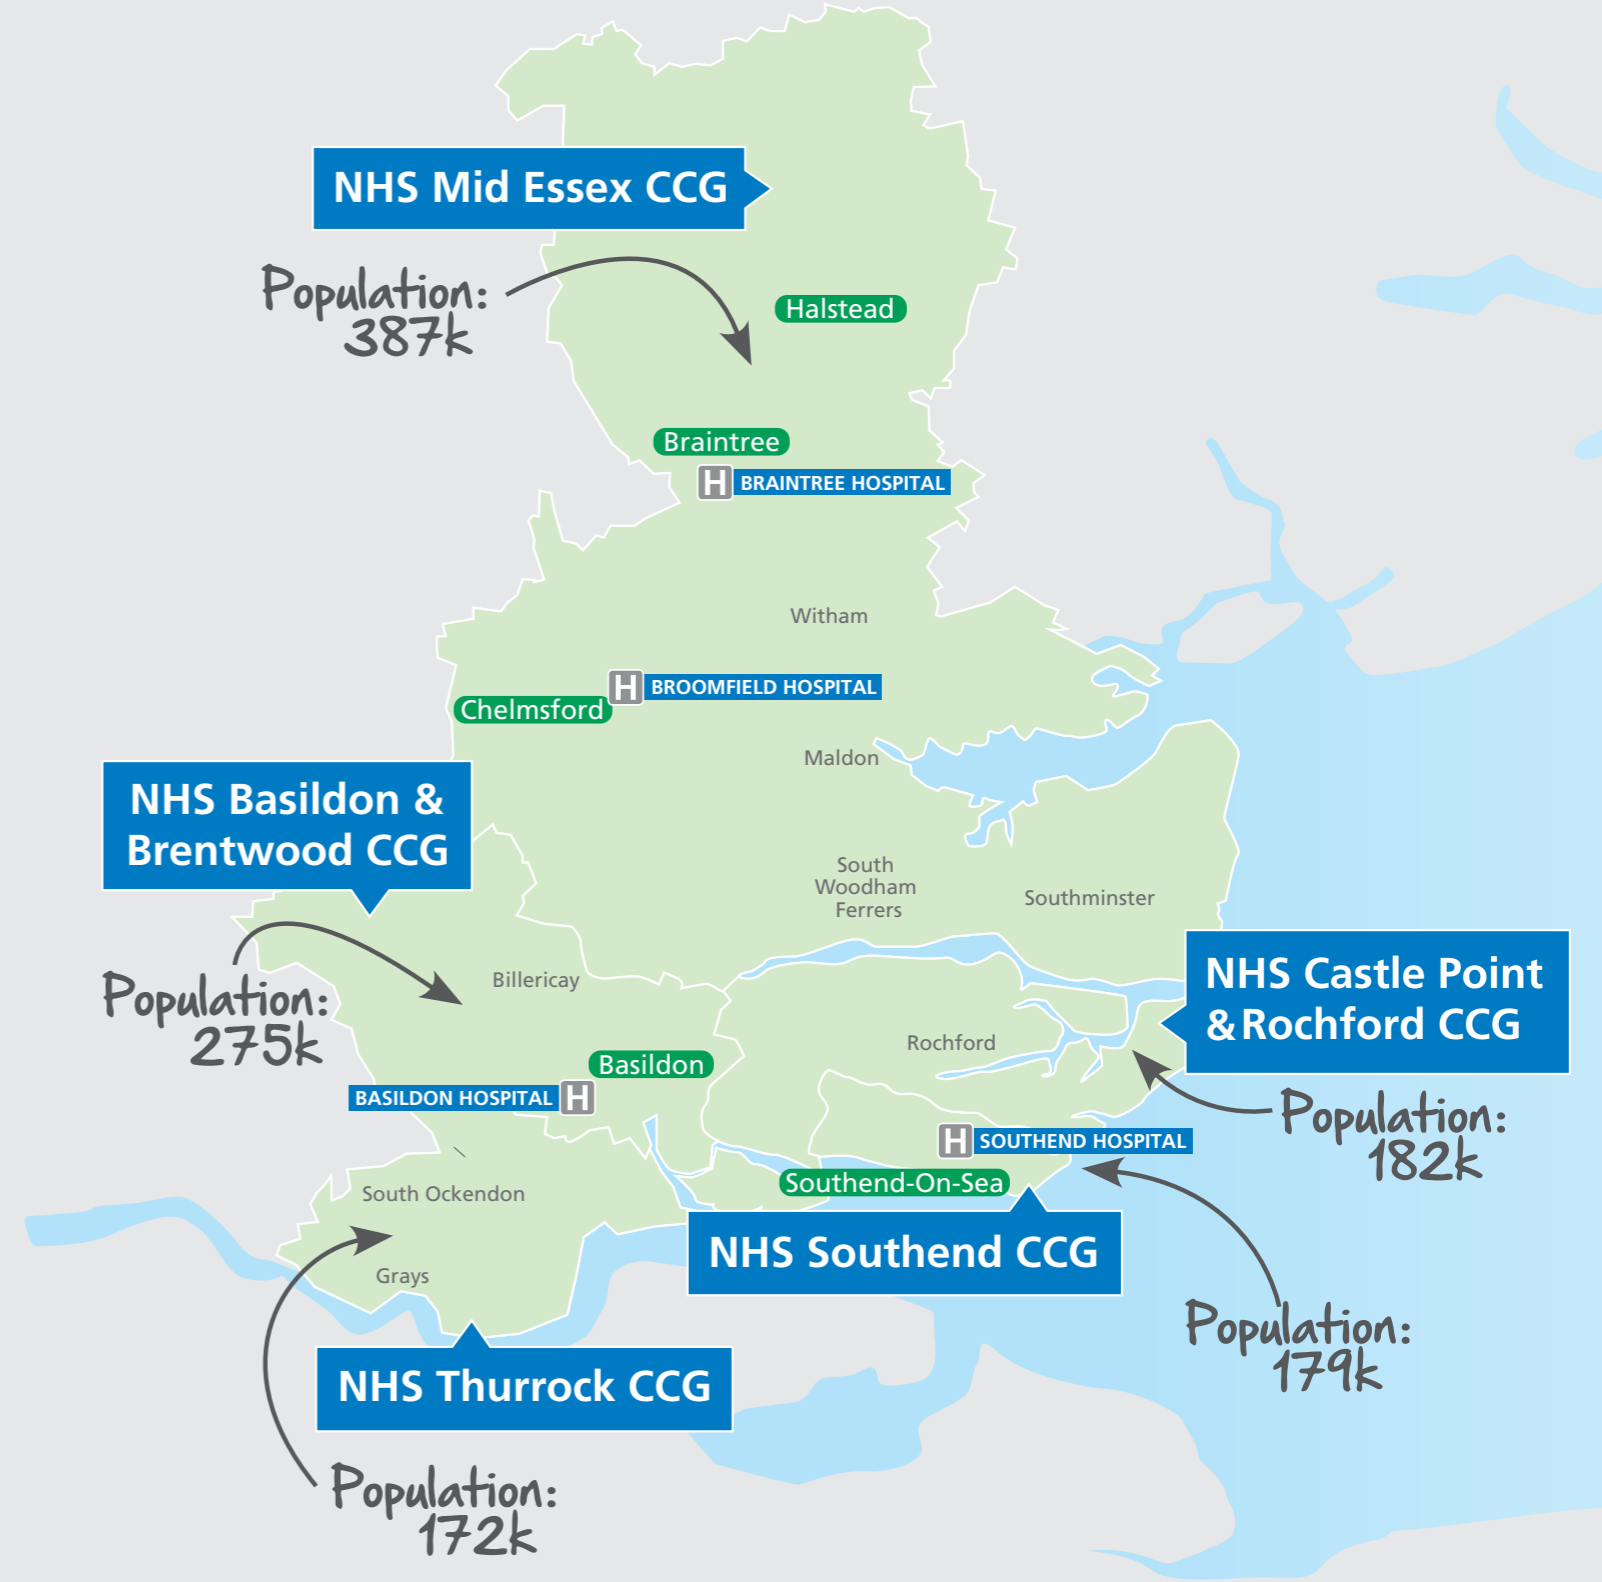 NHS Mid Essex CCG
Population:
387k
Halstead
Braintree
H BRAINTREE HOSPITAL
Witham
H BROOMFIELD HOSPITAL
Chelmsford
Maldon
NHS Basildon &
Brentwood CCG
South
Woodham
Ferrers
Southminster
Population:
275k
Billericay
NHS Castle Point
&Rochford CCG
Rochford
Basildon
BASILDON HOSPITAL H
Population:
182k
H SOUTHEND HOSPITAL
Southend-On-Sea
South Ockendon
NHS Southend CCG
Grays
Population:
179k
NHS Thurrock CCG
Population:
172k